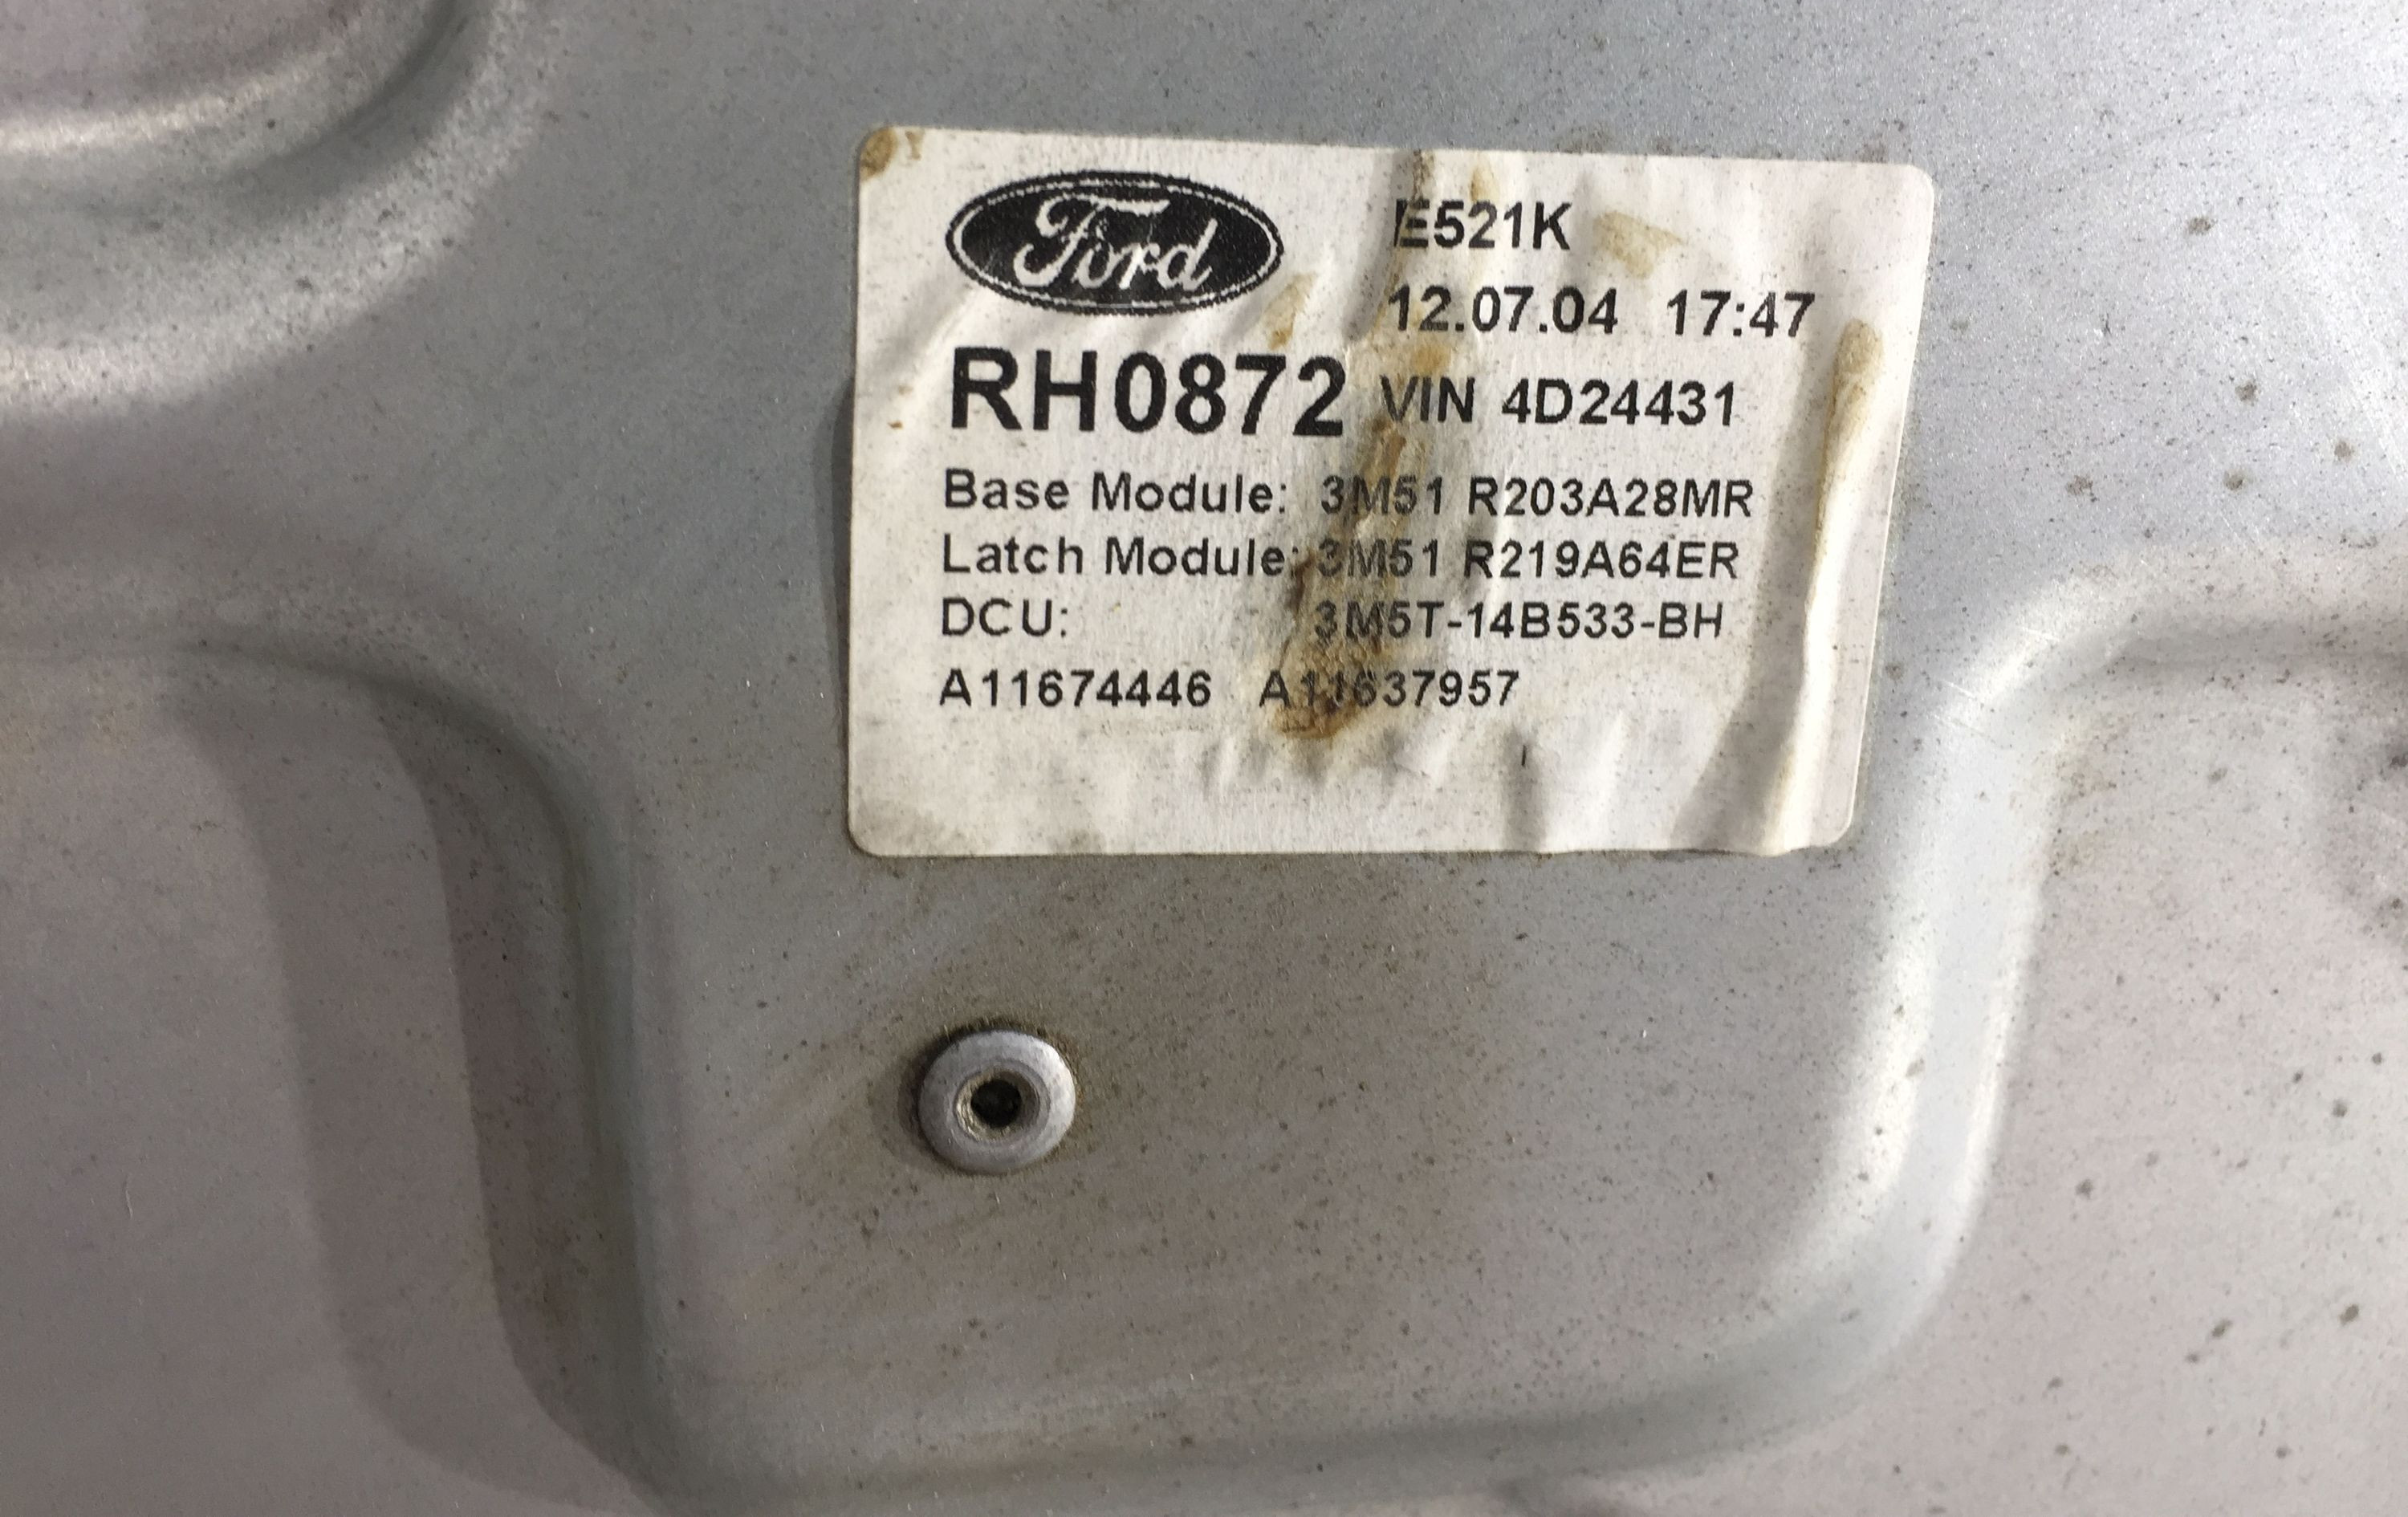 Ford
E521K
12.07.04 17:47
RH0872 VIN 4D24431
Base Module: 3M51 R203A28MR
Latch Module: 3M51 R219A64ER
DCU: 3M5T-14B533-BH
A11674446 A11637957